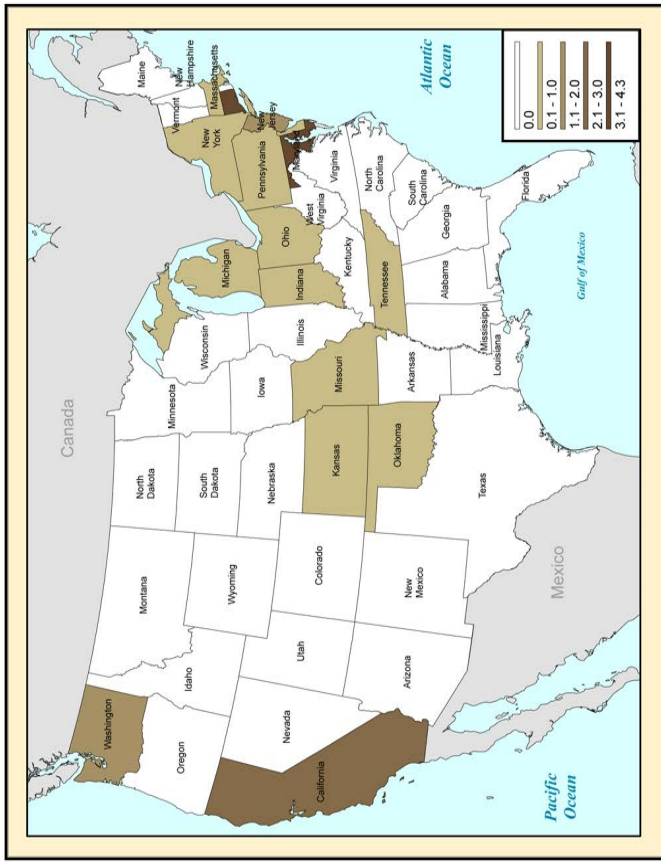 Canada
Washington
Montana
North
Dakota
Minnesota
Maine
Vermont
New
Hampshire
Massachusetts
New
York
Michigan
Wisconsin
South
Dakota
Idaho
Oregon
Wyoming
Nebraska
Iowa
Illinois
Indiana
Ohio
Pennsylvania
New
Jersey
Maryland
West
Virginia
Virginia
Kentucky
Missouri
Kansas
Colorado
Utah
Nevada
California
Arizona
New
Mexico
Oklahoma
Arkansas
Tennessee
North
Carolina
South
Carolina
Georgia
Alabama
Mississippi
Louisiana
Texas
Florida
Mexico
Pacific
Ocean
Gulf of Mexico
Atlantic
Ocean
0.0
0.1 - 1.0
1.1 - 2.0
2.1 - 3.0
3.1 - 4.3